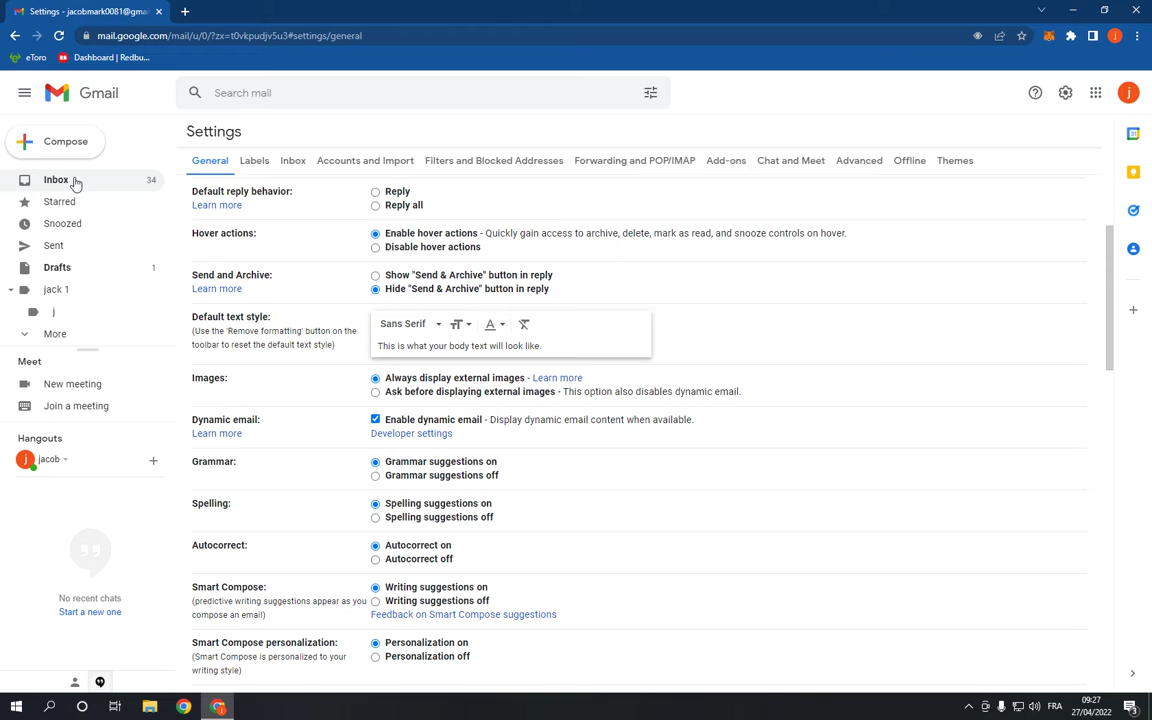 Settings - jacobmark0081@gmai
mail.google.com/mail/u/0/?zx=t0vkpudjv5u3#settings/general
j
eToro
Dashboard | Redbu...
Gmail
Search mail
j
Compose
Inbox 34
Starred
Snoozed
Sent
Drafts 1
jack 1
j
More
Meet
New meeting
Join a meeting
Hangouts
j
jacob
No recent chats
Start a new one
Settings
General Labels Inbox Accounts and Import Filters and Blocked Addresses Forwarding and POP/IMAP Add-ons Chat and Meet Advanced Offline Themes
Default reply behavior:
Learn more
Reply
Reply all
Hover actions:
Enable hover actions - Quickly gain access to archive, delete, mark as read, and snooze controls on hover.
Disable hover actions
Send and Archive:
Learn more
Show "Send & Archive" button in reply
Hide "Send & Archive" button in reply
Default text style:
(Use the 'Remove formatting' button on the
toolbar to reset the default text style)
Sans Serif
This is what your body text will look like.
Images:
Always display external images - Learn more
Ask before displaying external images - This option also disables dynamic email.
Dynamic email:
Learn more
Enable dynamic email - Display dynamic email content when available.
Developer settings
Grammar:
Grammar suggestions on
Grammar suggestions off
Spelling:
Spelling suggestions on
Spelling suggestions off
Autocorrect:
Autocorrect on
Autocorrect off
Smart Compose:
(predictive writing suggestions appear as you
compose an email)
Writing suggestions on
Writing suggestions off
Feedback on Smart Compose suggestions
Smart Compose personalization:
(Smart Compose is personalized to your
writing style)
Personalization on
Personalization off
FRA
09:27
27/04/2022
3